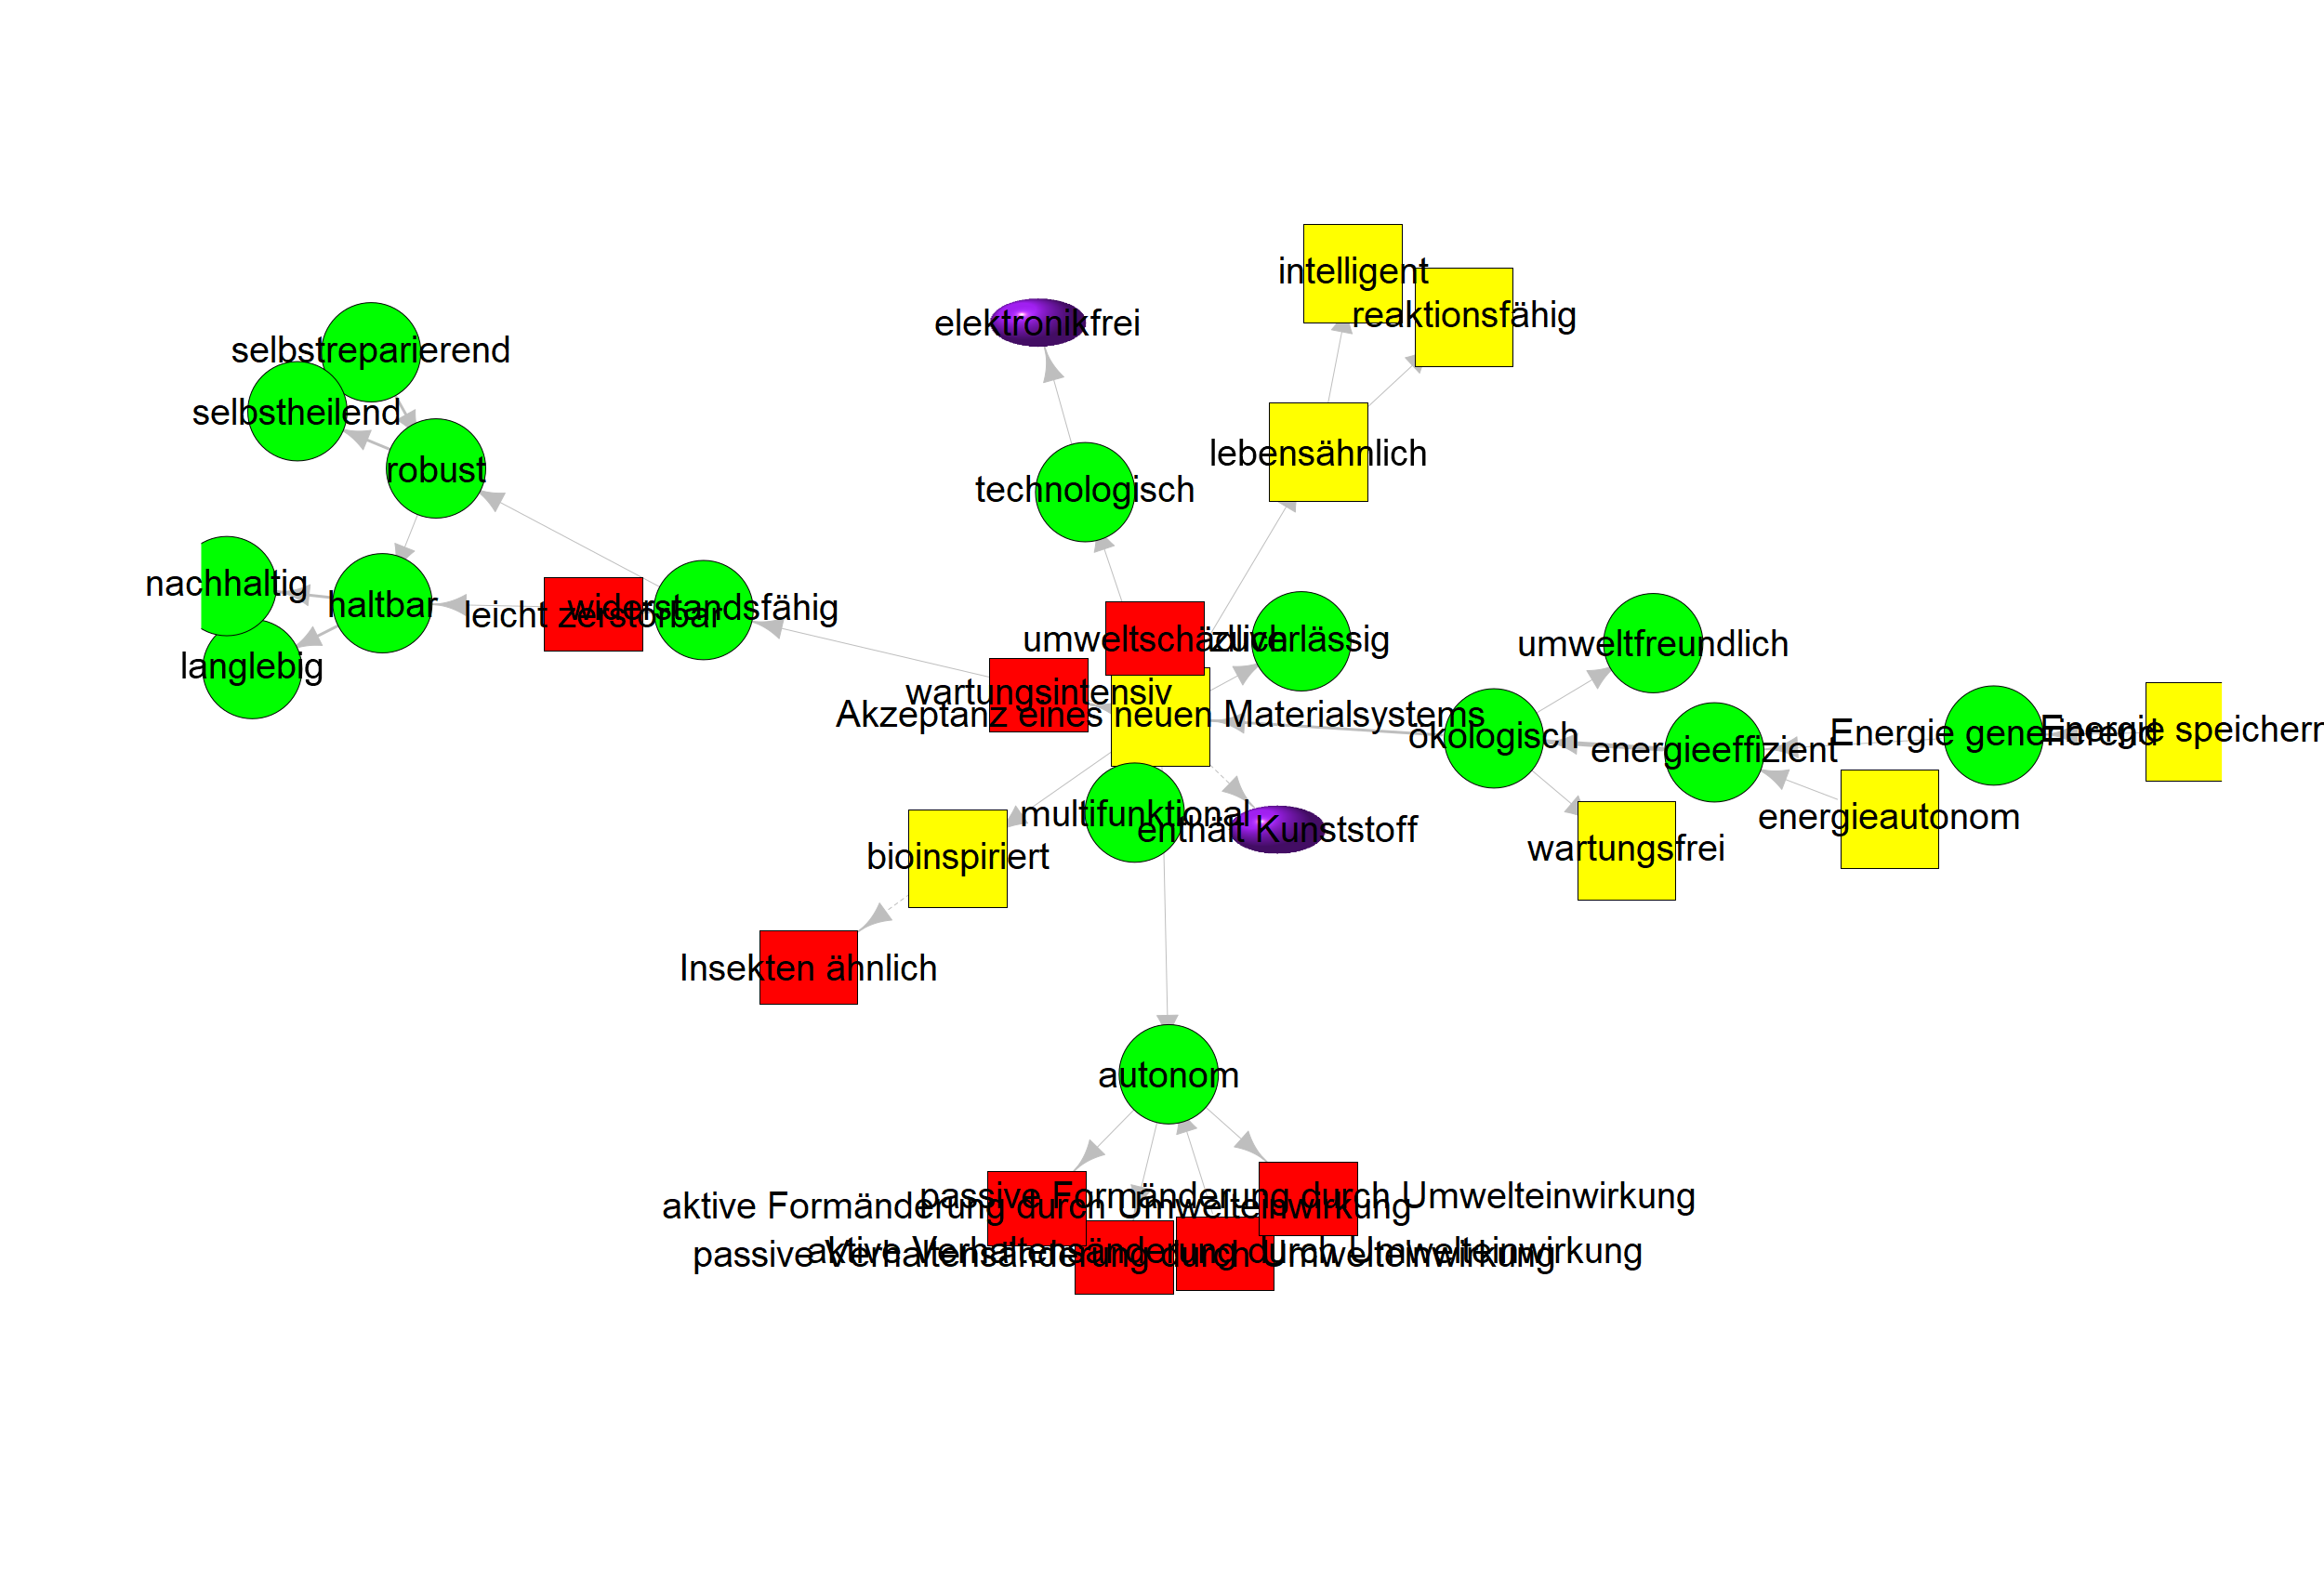 intelligent
reaktionsfähig
elektronikfrei
selbstreparierend
selbstheilend
lebensähnlich
robust
technologisch
nachhaltig
haltbar
leicht zerstörbar
widerstandsfähig
umweltschädlich
zuverlässig
umweltfreundlich
langlebig
wartungsintensiv
Akzeptanz eines neuen Materialsystems
ökologisch
energieeffizient
Energie generierend
Energie speichern
multifunktional
enthält Kunststoff
energieautonom
bioinspiriert
wartungsfrei
Insekten ähnlich
autonom
passive Formänderung durch Umwelteinwirkung
aktive Formänderung durch Umwelteinwirkung
aktive Verhaltensänderung durch Umwelteinwirkung
passive Verhaltensänderung durch Umwelteinwirkung